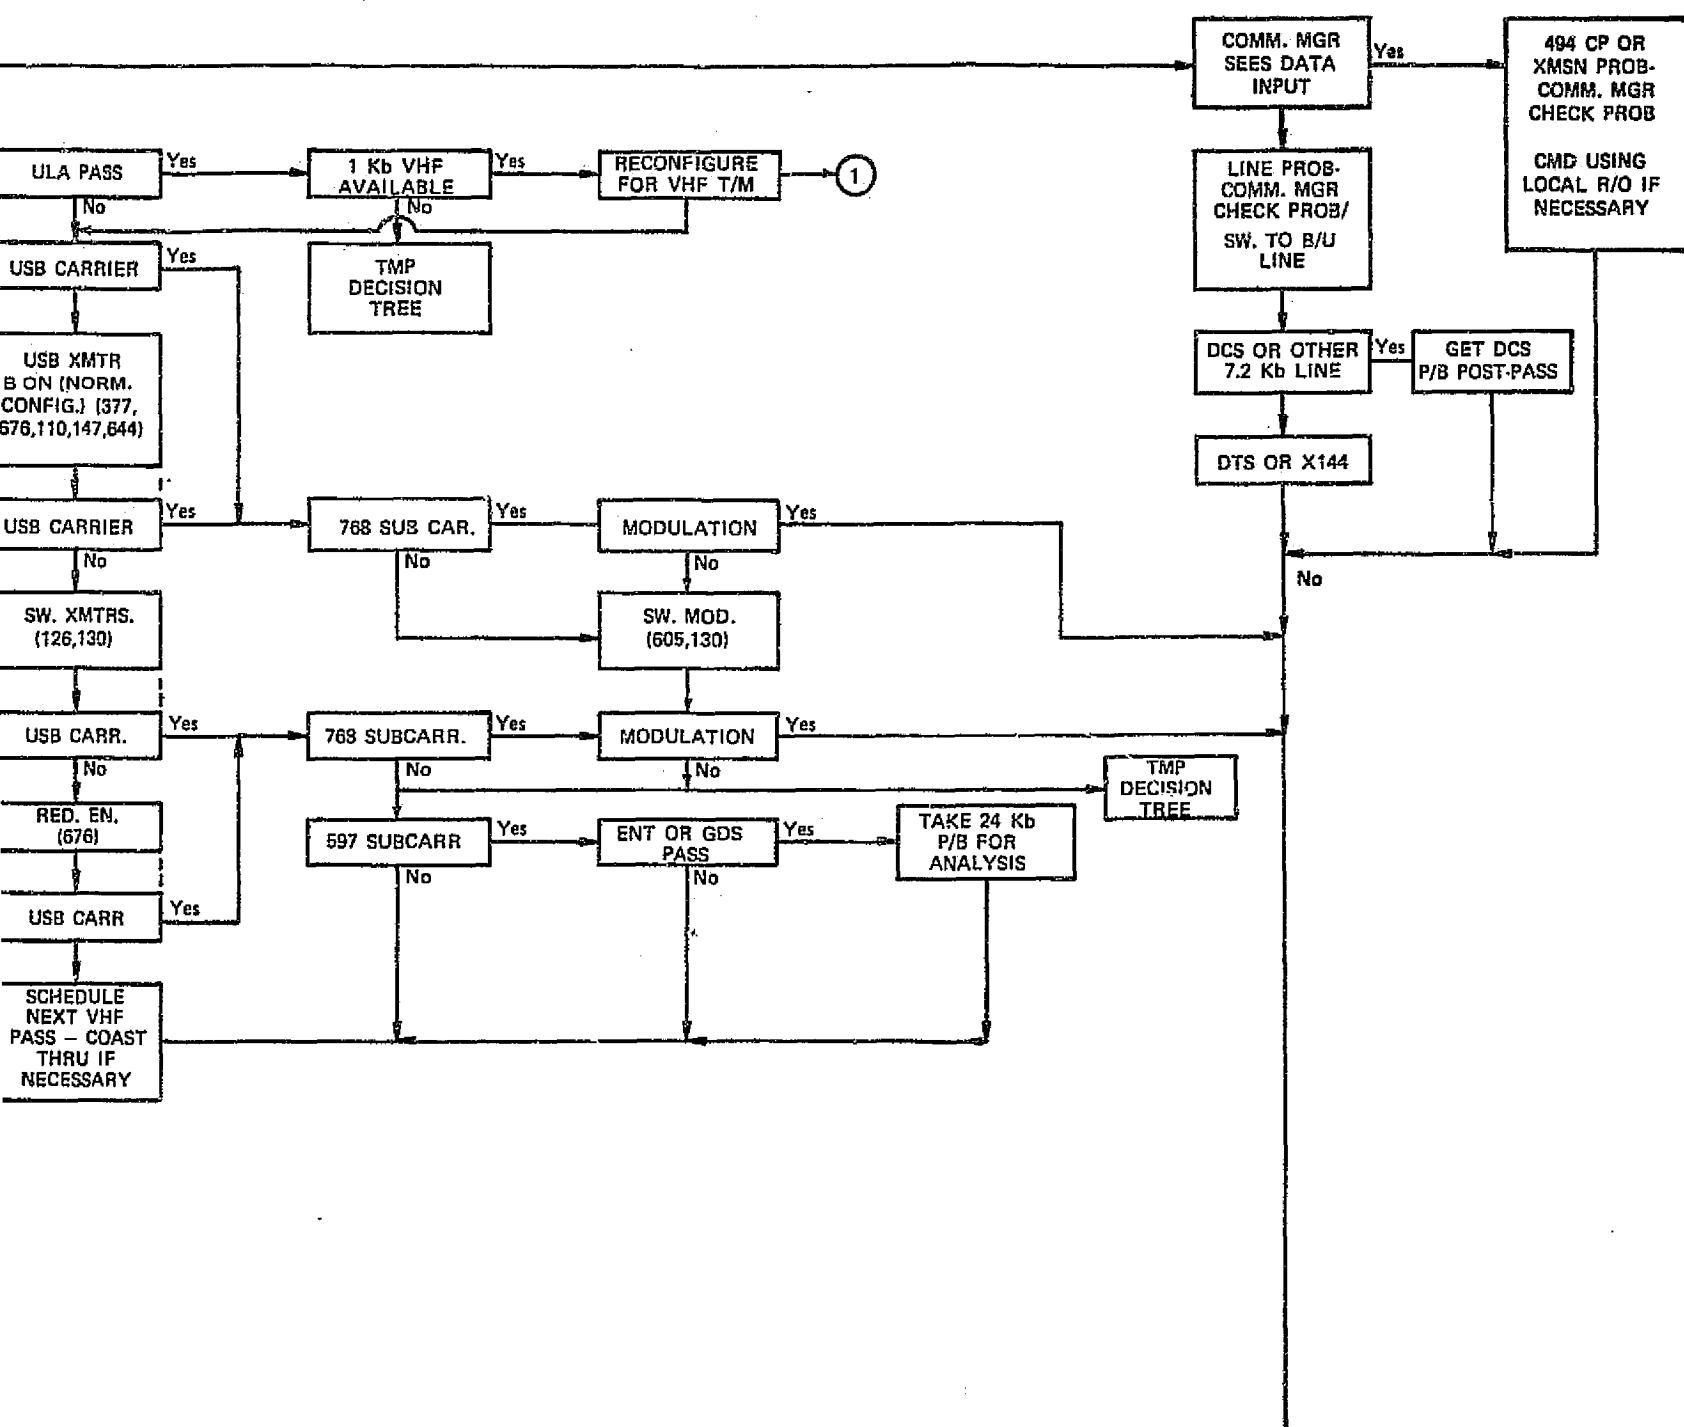 COMM. MGR
SEES DATA
INPUT
Yes
494 CP OR
XMSN PROB-
COMM. MGR
CHECK PROB
CMD USING
LOCAL R/O IF
NECESSARY
ULA PASS
Yes
No
1 Kb VHF
AVAILABLE
Yes
No
RECONFIGURE
FOR VHF T/M
1
LINE PROB-
COMM. MGR
CHECK PROB/
SW. TO B/U
LINE
USB CARRIER
Yes
TMP
DECISION
TREE
USB XMTR
B ON (NORM.
CONFIG.) (377,
676,110,147,644)
DCS OR OTHER
7.2 Kb LINE
Yes
GET DCS
P/B POST-PASS
DTS OR X144
USB CARRIER
Yes
No
768 SUB CAR.
Yes
No
MODULATION
Yes
No
No
SW. XMTRS.
(126,130)
SW. MOD.
(605,130)
USB CARR.
Yes
No
768 SUBCARR.
Yes
No
MODULATION
Yes
No
TMP
DECISION
TREE
RED. EN.
(676)
597 SUBCARR
Yes
No
ENT OR GDS
PASS
Yes
No
TAKE 24 Kb
P/B FOR
ANALYSIS
USB CARR
Yes
SCHEDULE
NEXT VHF
PASS – COAST
THRU IF
NECESSARY